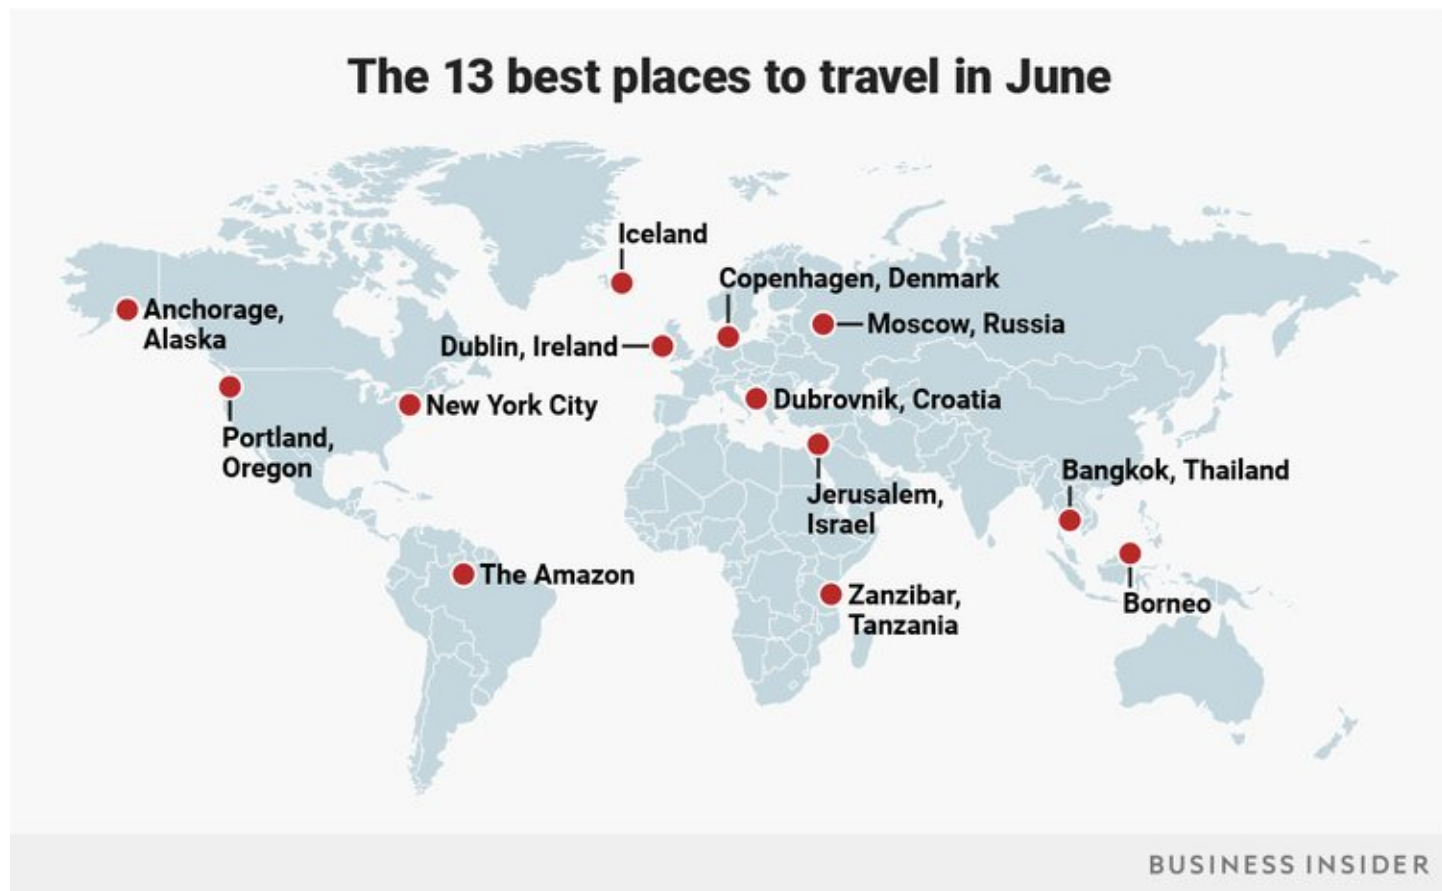 The 13 best places to travel in June
Iceland
Copenhagen, Denmark
Anchorage,
Alaska
Moscow, Russia
Dublin, Ireland
Dubrovnik, Croatia
New York City
Portland,
Oregon
Bangkok, Thailand
Jerusalem,
Israel
The Amazon
Zanzibar,
Tanzania
Borneo
BUSINESS INSIDER